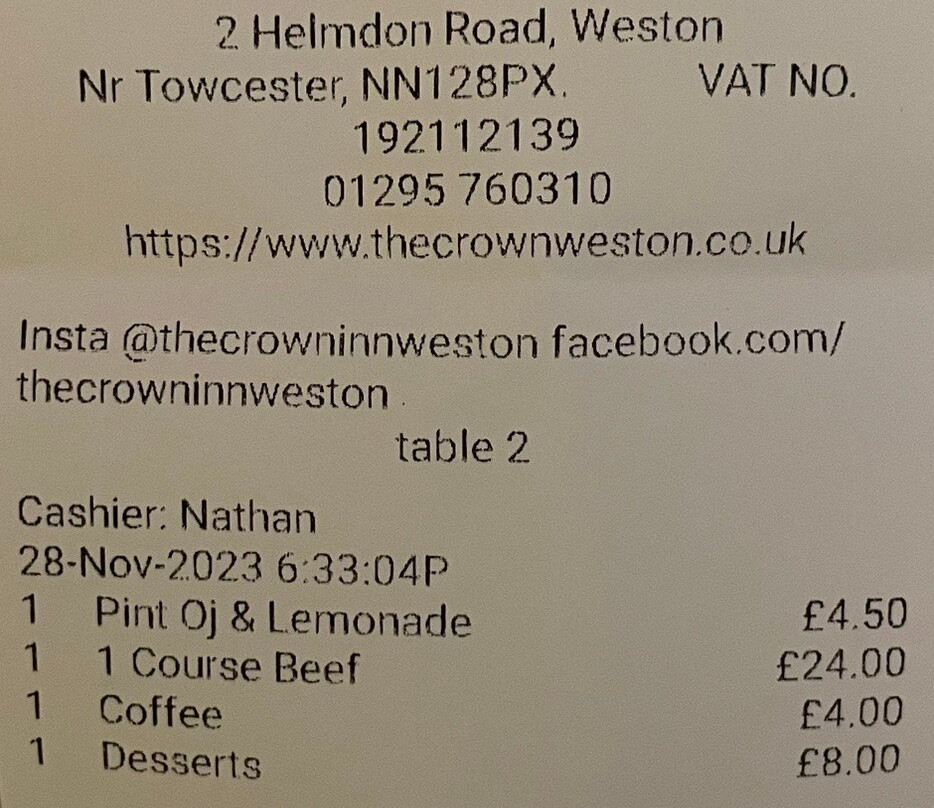 2 Helmdon Road, Weston
Nr Towcester, NN128PX. VAT NO.
192112139
01295 760310
https://www.thecrownweston.co.uk
Insta @thecrowninnweston facebook.com/
thecrowninnweston
table 2
Cashier: Nathan
28-Nov-2023 6:33:04P
1 Pint Oj & Lemonade £4.50
1 1 Course Beef £24.00
1 Coffee £4.00
1 Desserts £8.00